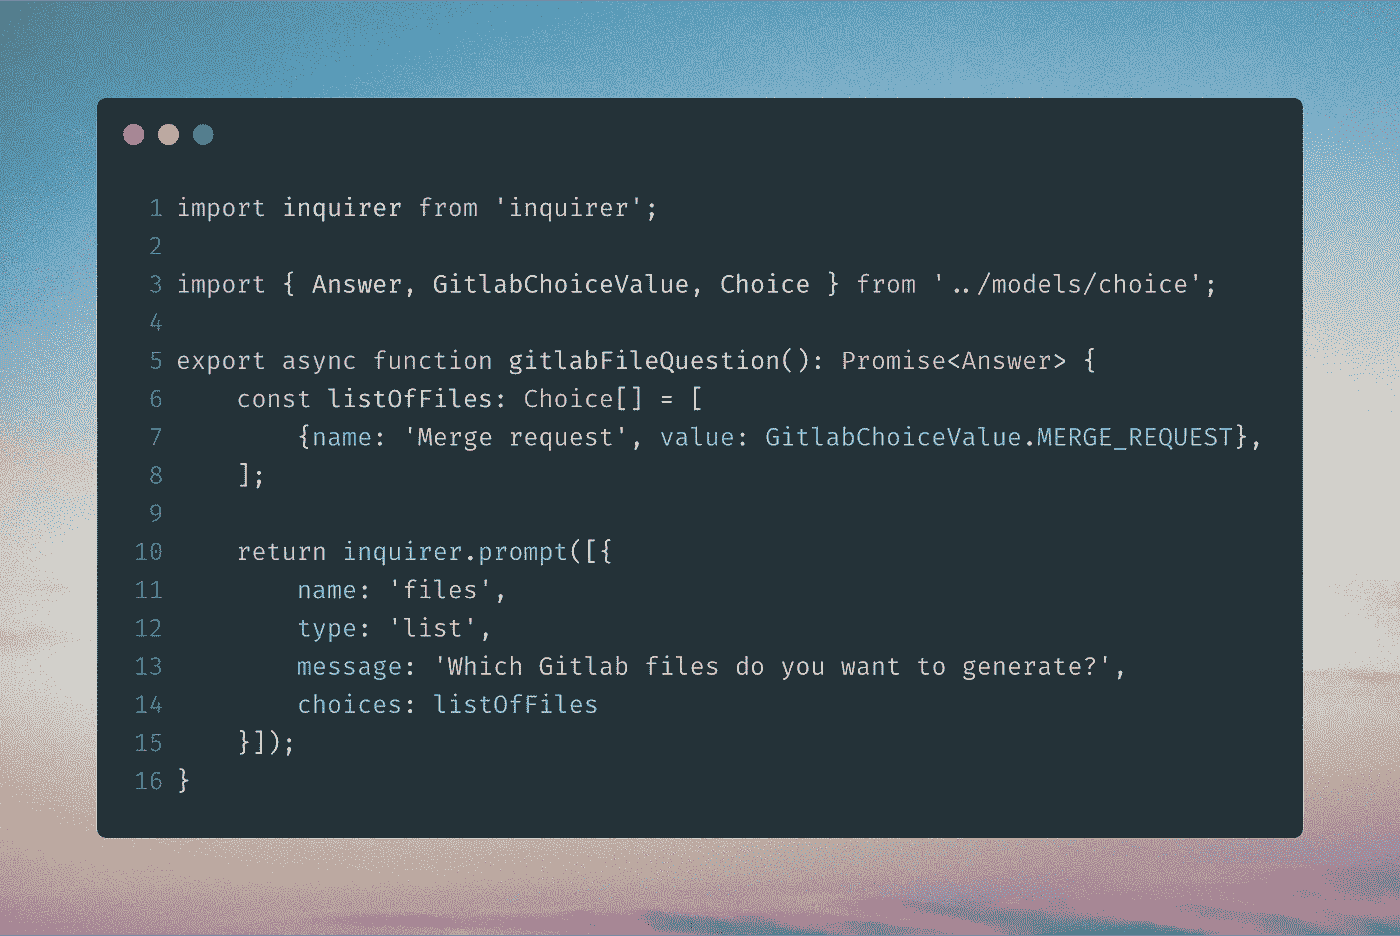 1 import inquirer from 'inquirer';
2
3 import { Answer, GitlabChoiceValue, Choice } from '../models/choice';
4
5 export async function gitlabFileQuestion(): Promise<Answer> {
6     const listOfFiles: Choice[] = [
7         {name: 'Merge request', value: GitlabChoiceValue.MERGE_REQUEST},
8     ];
9
10     return inquirer.prompt([{
11         name: 'files',
12         type: 'list',
13         message: 'Which Gitlab files do you want to generate?',
14         choices: listOfFiles
15     }]);
16 }